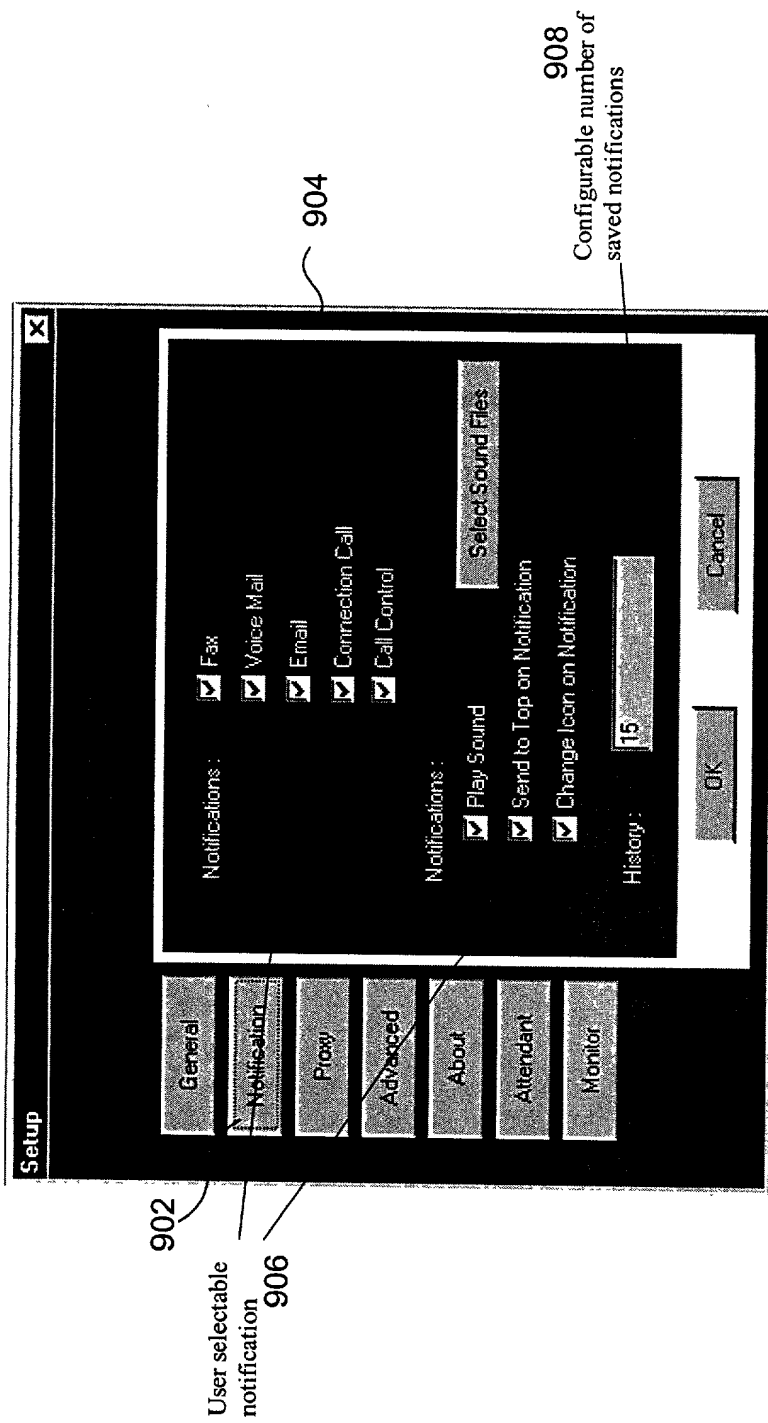 Setup
General
Notification
Proxy
Advanced
About
Attendant
Monitor
Notifications :
Fax
Voice Mail
Email
Connection Call
Call Control
Notifications :
Play Sound
Select Sound Files
Send to Top on Notification
Change Icon on Notification
History :
15
OK
Cancel
902
904
User selectable
notification
906
908
Configurable number of
saved notifications